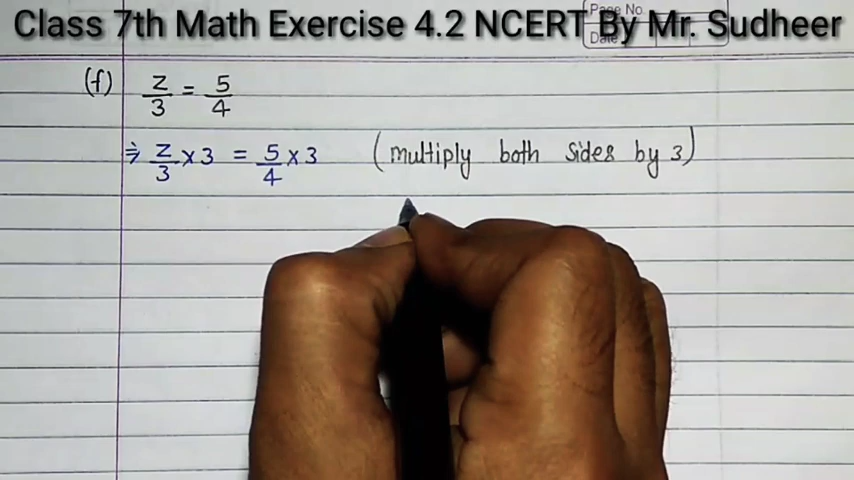 Class 7th Math Exercise 4.2 NCERT By Mr. Sudheer
Page No
Date
(f) z/3 = 5/4
⇒ z/3 × 3 = 5/4 × 3 (multiply both sides by 3)